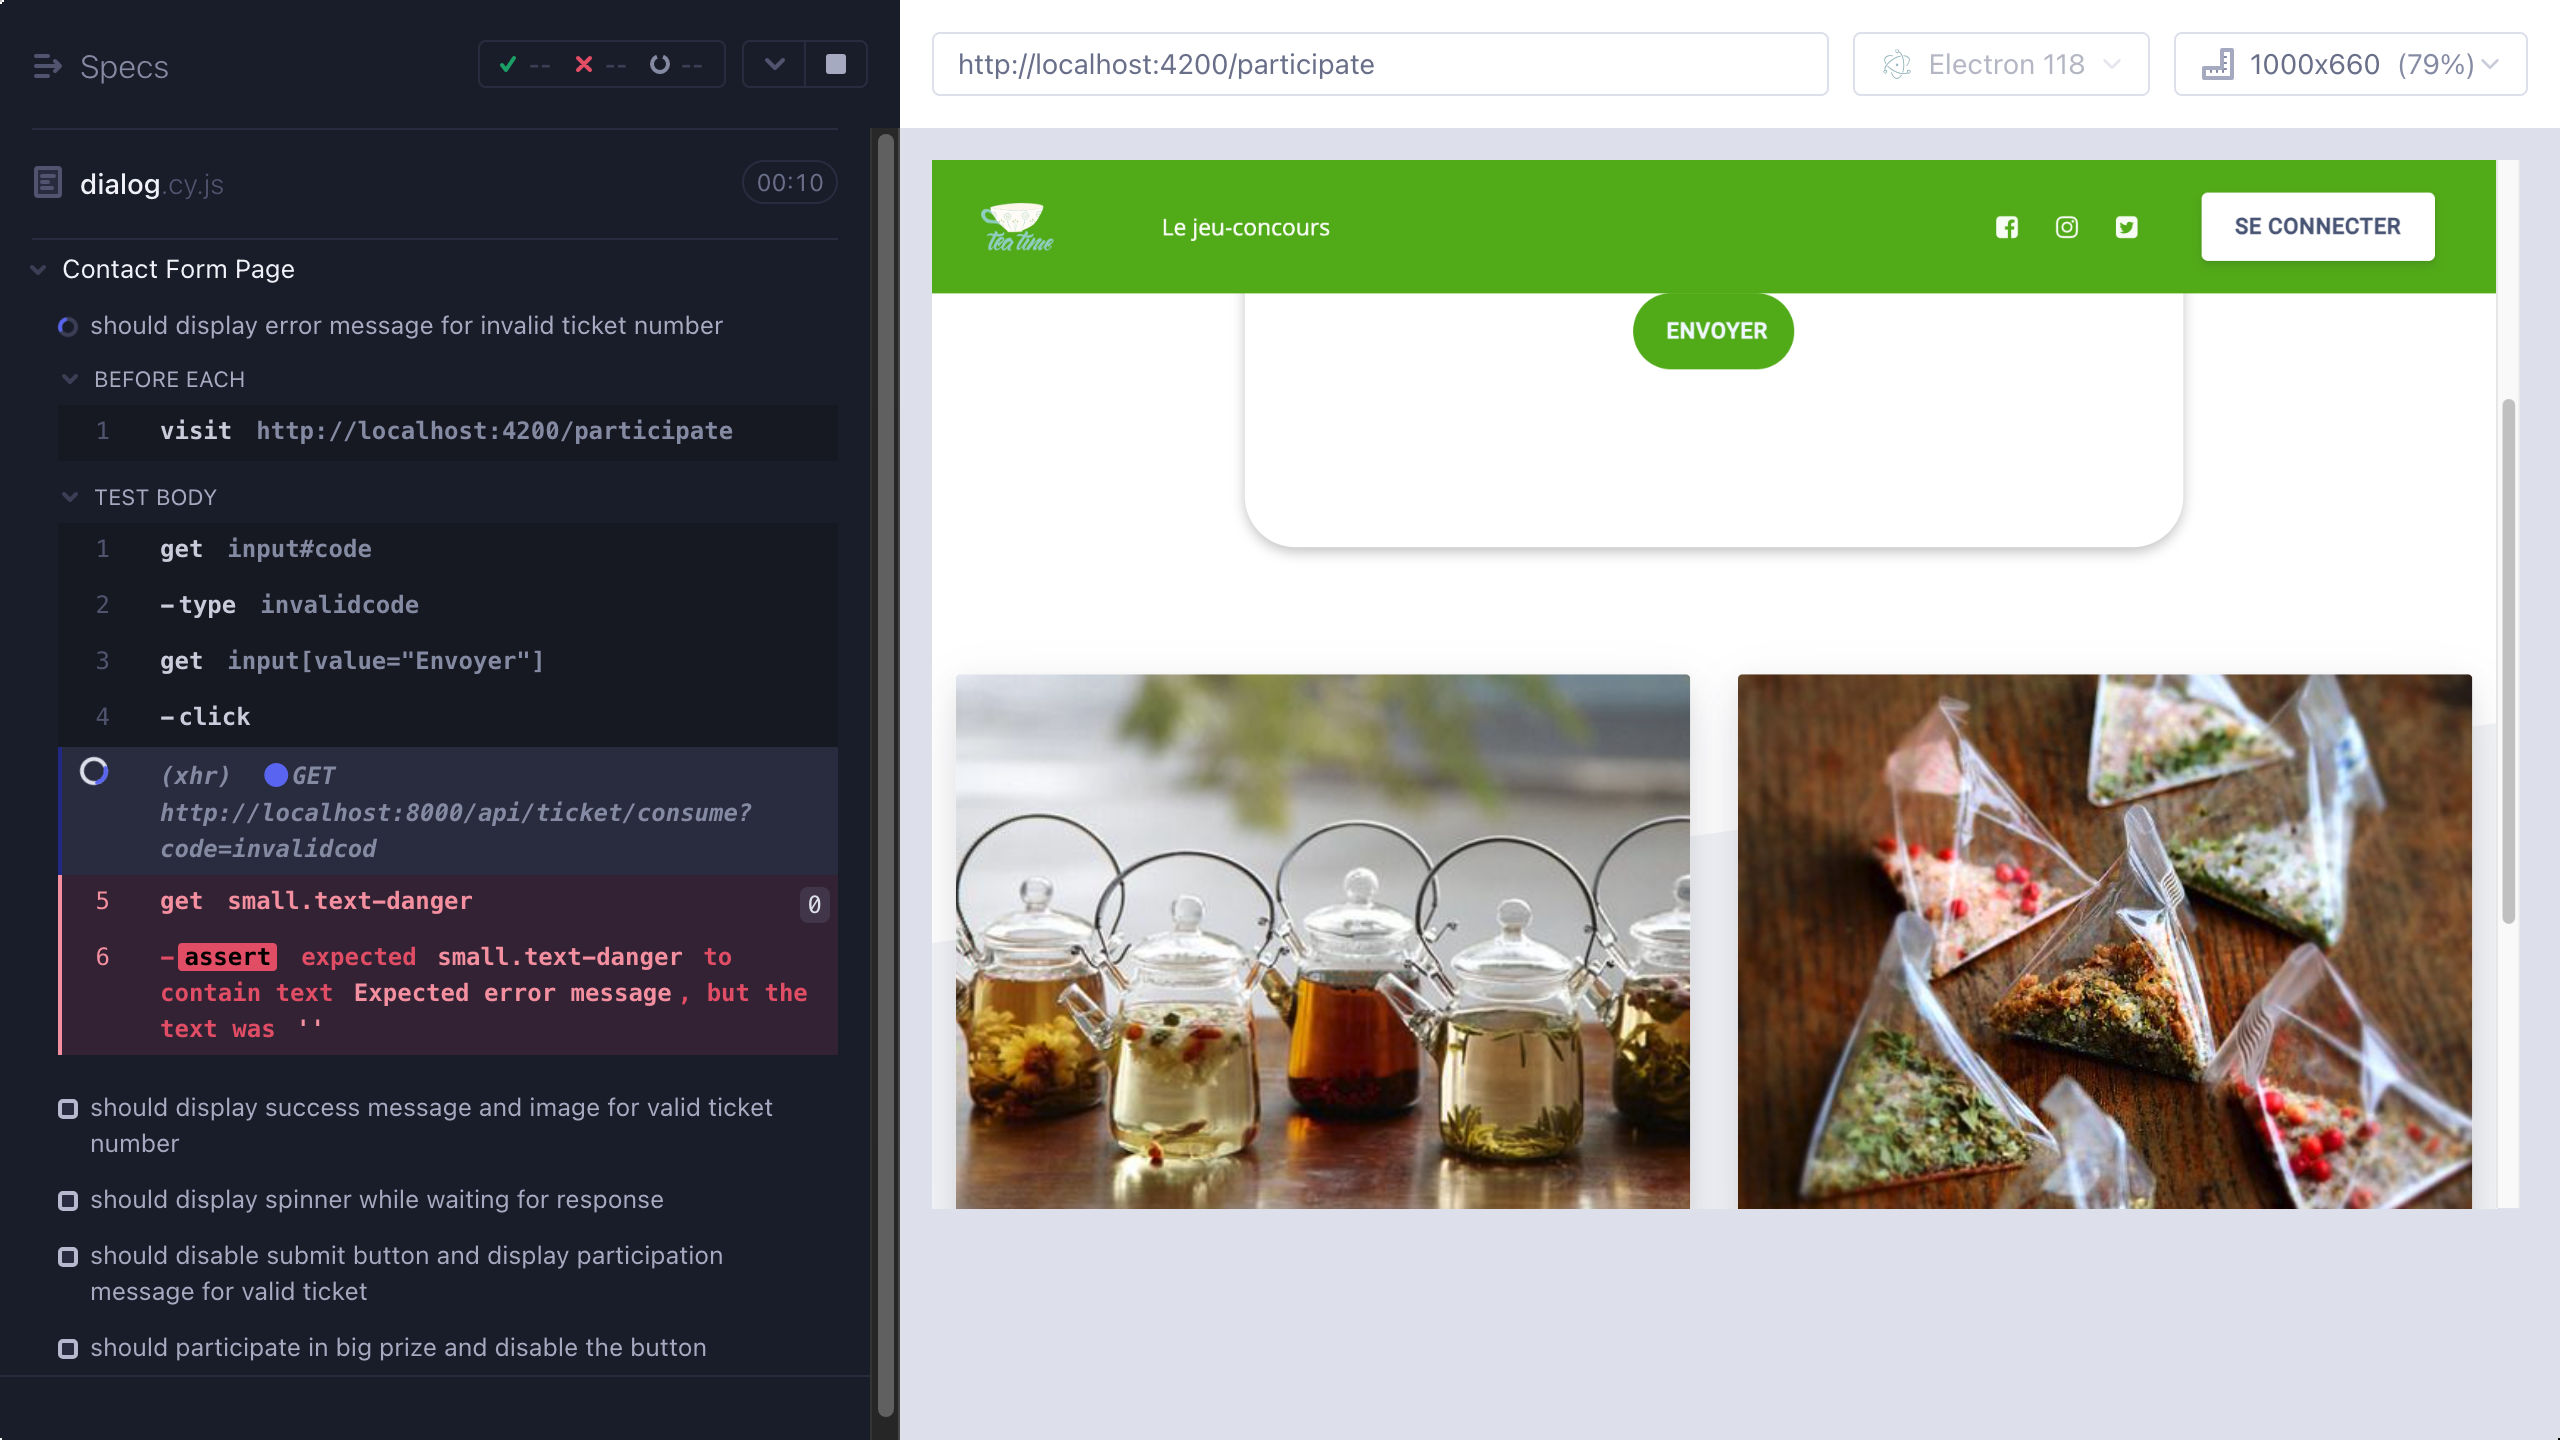 Specs
-- -- --
dialog.cy.js
00:10
Contact Form Page
should display error message for invalid ticket number
BEFORE EACH
1 visit http://localhost:4200/participate
TEST BODY
1 get input#code
2 -type invalidcode
3 get input[value="Envoyer"]
4 -click
(xhr) GET
http://localhost:8000/api/ticket/consume?
code=invalidcod
5 get small.text-danger 0
6 -assert expected small.text-danger to
contain text Expected error message, but the
text was ''
should display success message and image for valid ticket
number
should display spinner while waiting for response
should disable submit button and display participation
message for valid ticket
should participate in big prize and disable the button
http://localhost:4200/participate
Electron 118
1000x660 (79%)
tea time
Le jeu-concours
SE CONNECTER
ENVOYER